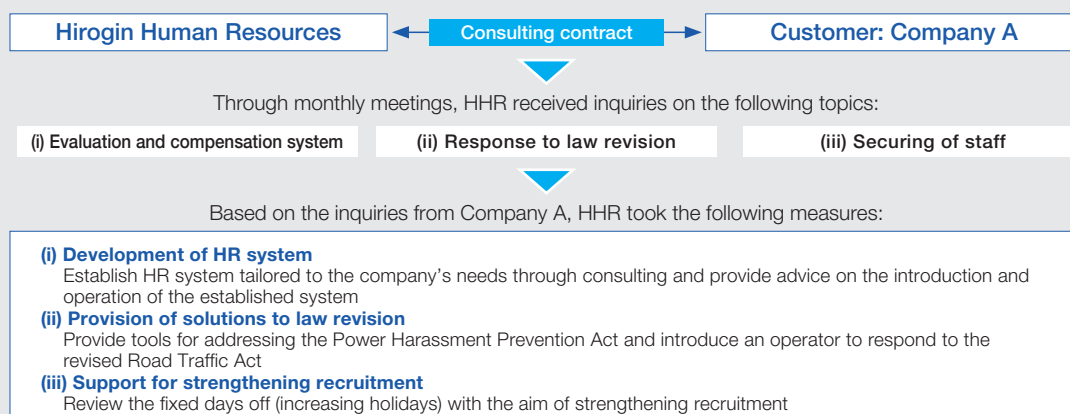 Hirogin Human Resources
Consulting contract
Customer: Company A
Through monthly meetings, HHR received inquiries on the following topics:
(i) Evaluation and compensation system
(ii) Response to law revision
(iii) Securing of staff
Based on the inquiries from Company A, HHR took the following measures:
(i) Development of HR system
Establish HR system tailored to the company's needs through consulting and provide advice on the introduction and
operation of the established system
(ii) Provision of solutions to law revision
Provide tools for addressing the Power Harassment Prevention Act and introduce an operator to respond to the
revised Road Traffic Act
(iii) Support for strengthening recruitment
Review the fixed days off (increasing holidays) with the aim of strengthening recruitment